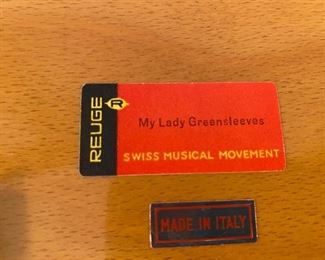 REUGE R
My Lady Greensleeves
SWISS MUSICAL MOVEMENT
MADE IN ITALY